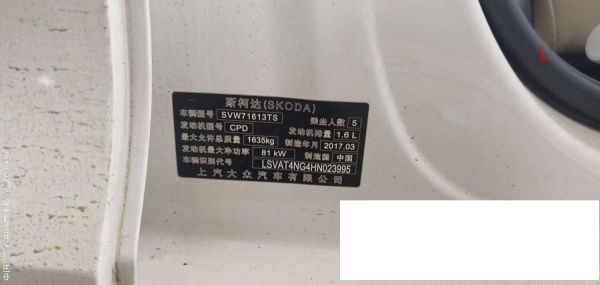 斯柯达(SKODA)
车辆型号 SVW71613TS 乘坐人数 5
发动机型号 CPD 发动机排量 1.6 L
最大允许总质量 1635kg 制造年月 2017.03
发动机最大净功率 81 kW 制造国 中国
车辆识别代号 LSVAT4NG4HN023995
上汽大众汽车有限公司
L